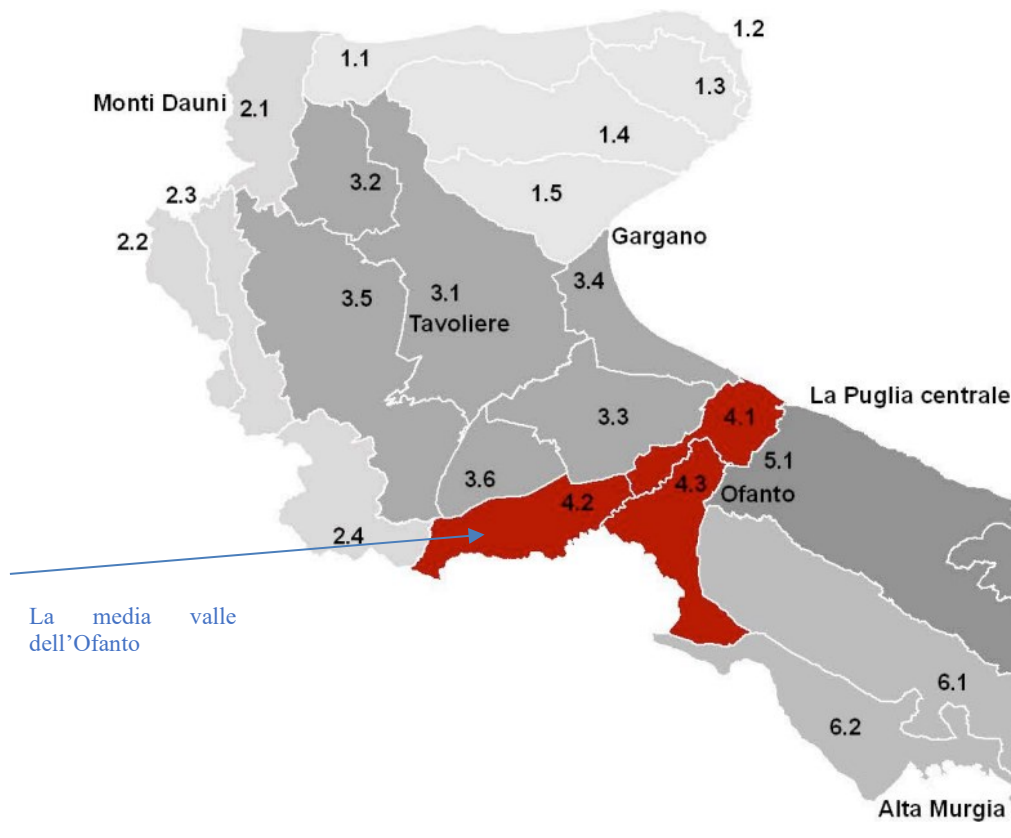 1.2
1.1
1.3
Monti Dauni 2.1
1.4
3.2
2.3
1.5
2.2
Gargano
3.4
3.5
3.1
Tavoliere
La Puglia centrale
3.3
4.1
5.1
3.6
4.3
4.2
Ofanto
2.4
La media valle
dell'Ofanto
6.1
6.2
Alta Murgia